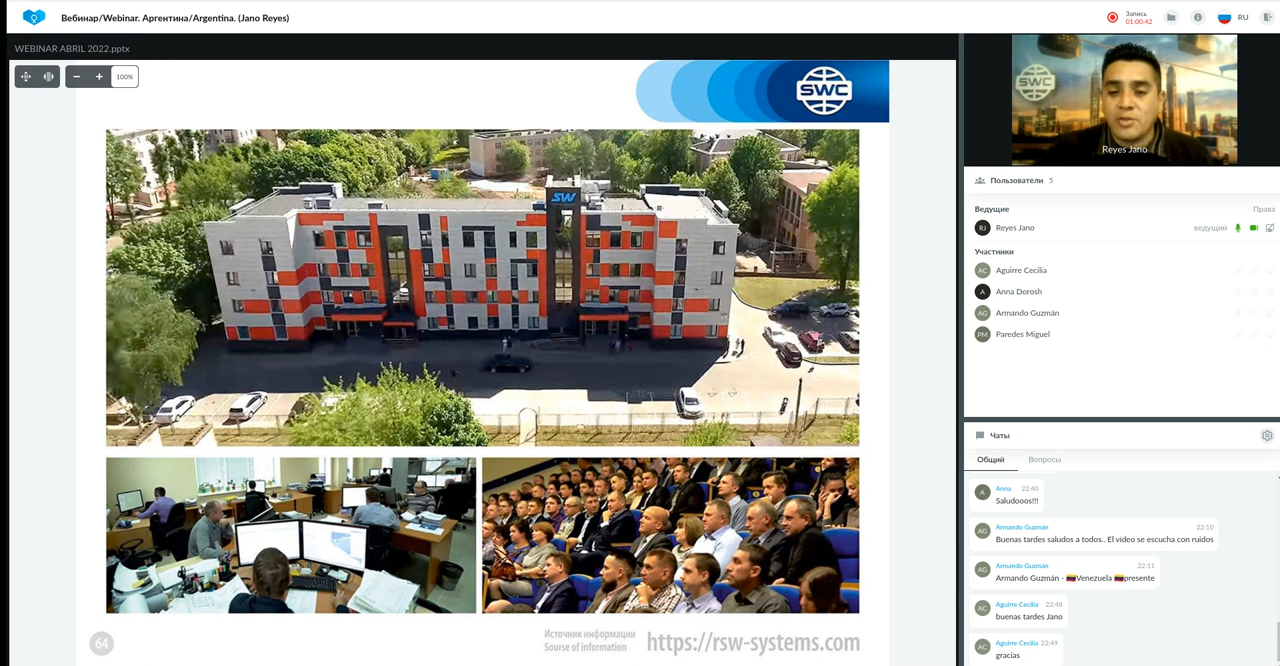 Вебинар/Webinar. Аргентина/Argentina. (Jano Reyes)
Запись
01:00:42
RU
WEBINAR ABRIL 2022.pptx
100%
SWC
SW
64
Источник информации
Sourse of information
https://rsw-systems.com
SWC
Reyes Jano
Пользователи 5
Ведущие Права
RJ Reyes Jano ведущий
Участники
AC Aguirre Cecilia
A Anna Dorosh
AG Armando Guzmán
PM Paredes Miguel
Чаты
Общий Вопросы
A Anna 22:40
Saludooos!!!
AG Armando Guzmán 22:10
Buenas tardes saludos a todos.. El vídeo se escucha con ruidos
AG Armando Guzmán 22:11
Armando Guzmán - 🇻🇪Venezuela 🇻🇪presente
AC Aguirre Cecilia 22:48
buenas tardes Jano
AC Aguirre Cecilia 22:49
gracias